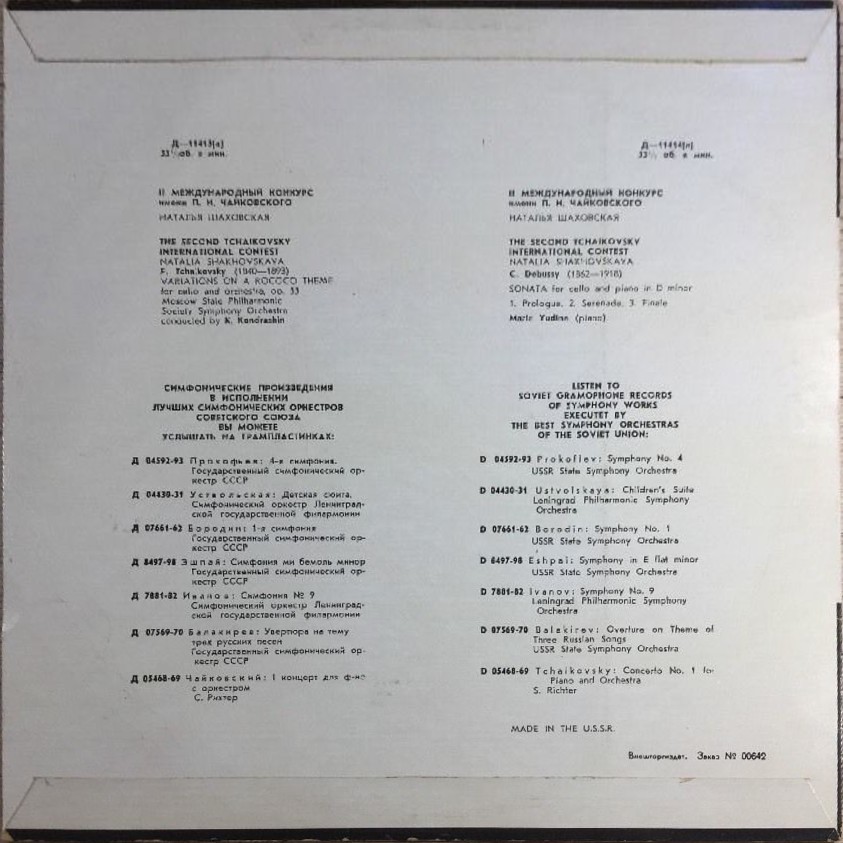 Д—11413(а)
33⅓ об. в мин.
II МЕЖДУНАРОДНЫЙ КОНКУРС
имени П. И. ЧАЙКОВСКОГО
НАТАЛЬЯ ШАХОВСКАЯ
THE SECOND TCHAIKOVSKY
INTERNATIONAL CONTEST
NATALIA SHAKHOVSKAYA
P. Tchaikovsky (1840—1893)
VARIATIONS ON A ROCOCO THEME
for cello and orchestra, op. 33
Moscow State Philharmonic
Society Symphony Orchestra
conducted by K. Kondrashin
Д—11414(а)
33⅓ об. в мин.
II МЕЖДУНАРОДНЫЙ КОНКУРС
имени П. И. ЧАЙКОВСКОГО
НАТАЛЬЯ ШАХОВСКАЯ
THE SECOND TCHAIKOVSKY
INTERNATIONAL CONTEST
NATALIA SHAKHOVSKAYA
C. Debussy (1862—1918)
SONATA for cello and piano in D minor
1. Prologue, 2. Serenade, 3. Finale
Maria Yudina (piano)
СИМФОНИЧЕСКИЕ ПРОИЗВЕДЕНИЯ
В ИСПОЛНЕНИИ
ЛУЧШИХ СИМФОНИЧЕСКИХ ОРКЕСТРОВ
СОВЕТСКОГО СОЮЗА
ВЫ МОЖЕТЕ
УСЛЫШАТЬ НА ГРАМПЛАСТИНКАХ:
Д 04592-93 Прокофьев: 4-я симфония.
Государственный симфонический ор-
кестр СССР
Д 04430-31 Уствольская: Детская сюита.
Симфонический оркестр Ленинград-
ской государственной филармонии
Д 07661-62 Бородин: 1-я симфония
Государственный симфонический ор-
кестр СССР
Д 8497-98 Эшпай: Симфония ми бемоль минор
Государственный симфонический ор-
кестр СССР
Д 7881-82 Иванов: Симфония № 9
Симфонический оркестр Ленинград-
ской государственной филармонии
Д 07569-70 Балакирев: Увертюра на тему
трех русских песен
Государственный симфонический ор-
кестр СССР
Д 05468-69 Чайковский: 1 концерт для ф-но
с оркестром
С. Рихтер
LISTEN TO
SOVIET GRAMOPHONE RECORDS
OF SYMPHONY WORKS
EXECUTET BY
THE BEST SYMPHONY ORCHESTRAS
OF THE SOVIET UNION:
D 04592-93 Prokofiev: Symphony No. 4
USSR State Symphony Orchestra
D 04430-31 Ustvolskaya: Children's Suite
Leningrad Philharmonic Symphony
Orchestra
D 07661-62 Borodin: Symphony No. 1
USSR State Symphony Orchestra
D 8497-98 Eshpai: Symphony in E flat minor
USSR State Symphony Orchestra
D 7881-82 Ivanov: Symphony No. 9
Leningrad Philharmonic Symphony
Orchestra
D 07569-70 Balakirev: Overture on Theme of
Three Russian Songs
USSR State Symphony Orchestra
D 05468-69 Tchaikovsky: Concerto No. 1 for
Piano and Orchestra
S. Richter
MADE IN THE U.S.S.R.
Внешторгиздат. Заказ № 00642